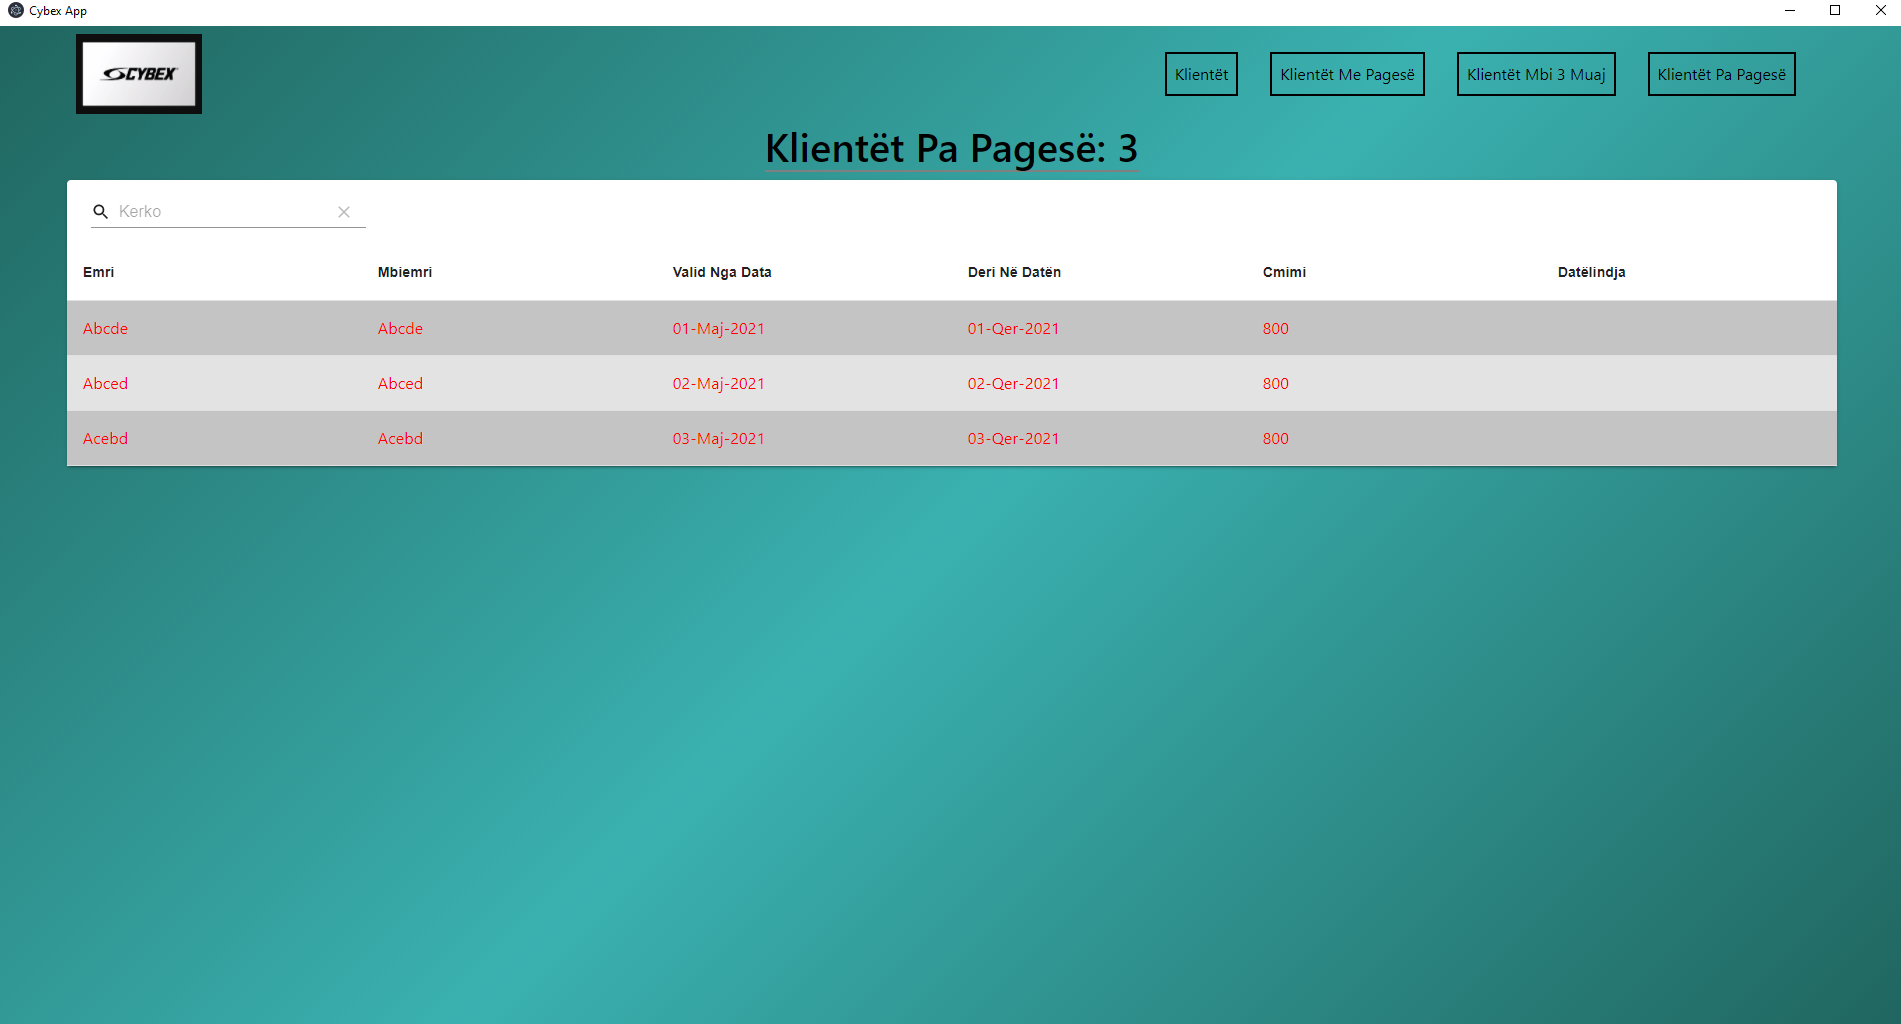 Cybex App
CYBEX
Klientët Klientët Me Pagesë Klientët Mbi 3 Muaj Klientët Pa Pagesë
Klientët Pa Pagesë: 3
Kerko
Emri Mbiemri Valid Nga Data Deri Në Datën Cmimi Datëlindja
Abcde Abcde 01-Maj-2021 01-Qer-2021 800
Abced Abced 02-Maj-2021 02-Qer-2021 800
Acebd Acebd 03-Maj-2021 03-Qer-2021 800